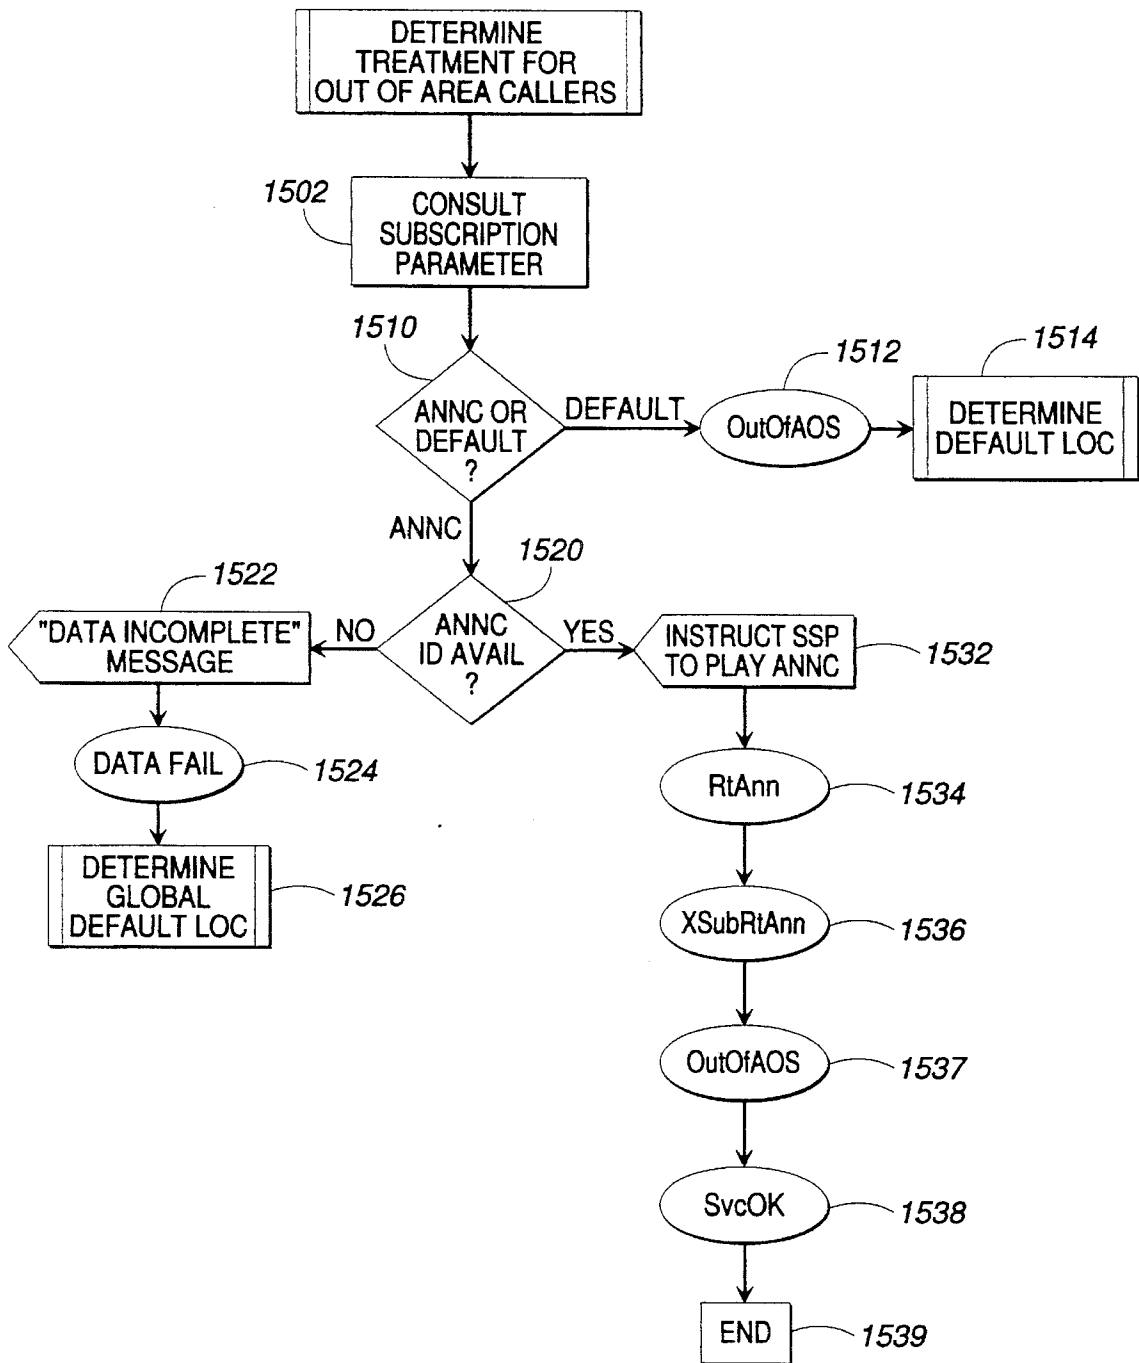 DETERMINE
TREATMENT FOR
OUT OF AREA CALLERS
1502
CONSULT
SUBSCRIPTION
PARAMETER
1510
ANNC OR
DEFAULT
?
DEFAULT
1512
OutOfAOS
1514
DETERMINE
DEFAULT LOC
ANNC
1520
ANNC
ID AVAIL
?
NO
YES
1522
"DATA INCOMPLETE"
MESSAGE
INSTRUCT SSP
TO PLAY ANNC
1532
DATA FAIL
1524
RtAnn
1534
DETERMINE
GLOBAL
DEFAULT LOC
1526
XSubRtAnn
1536
OutOfAOS
1537
SvcOK
1538
END
1539